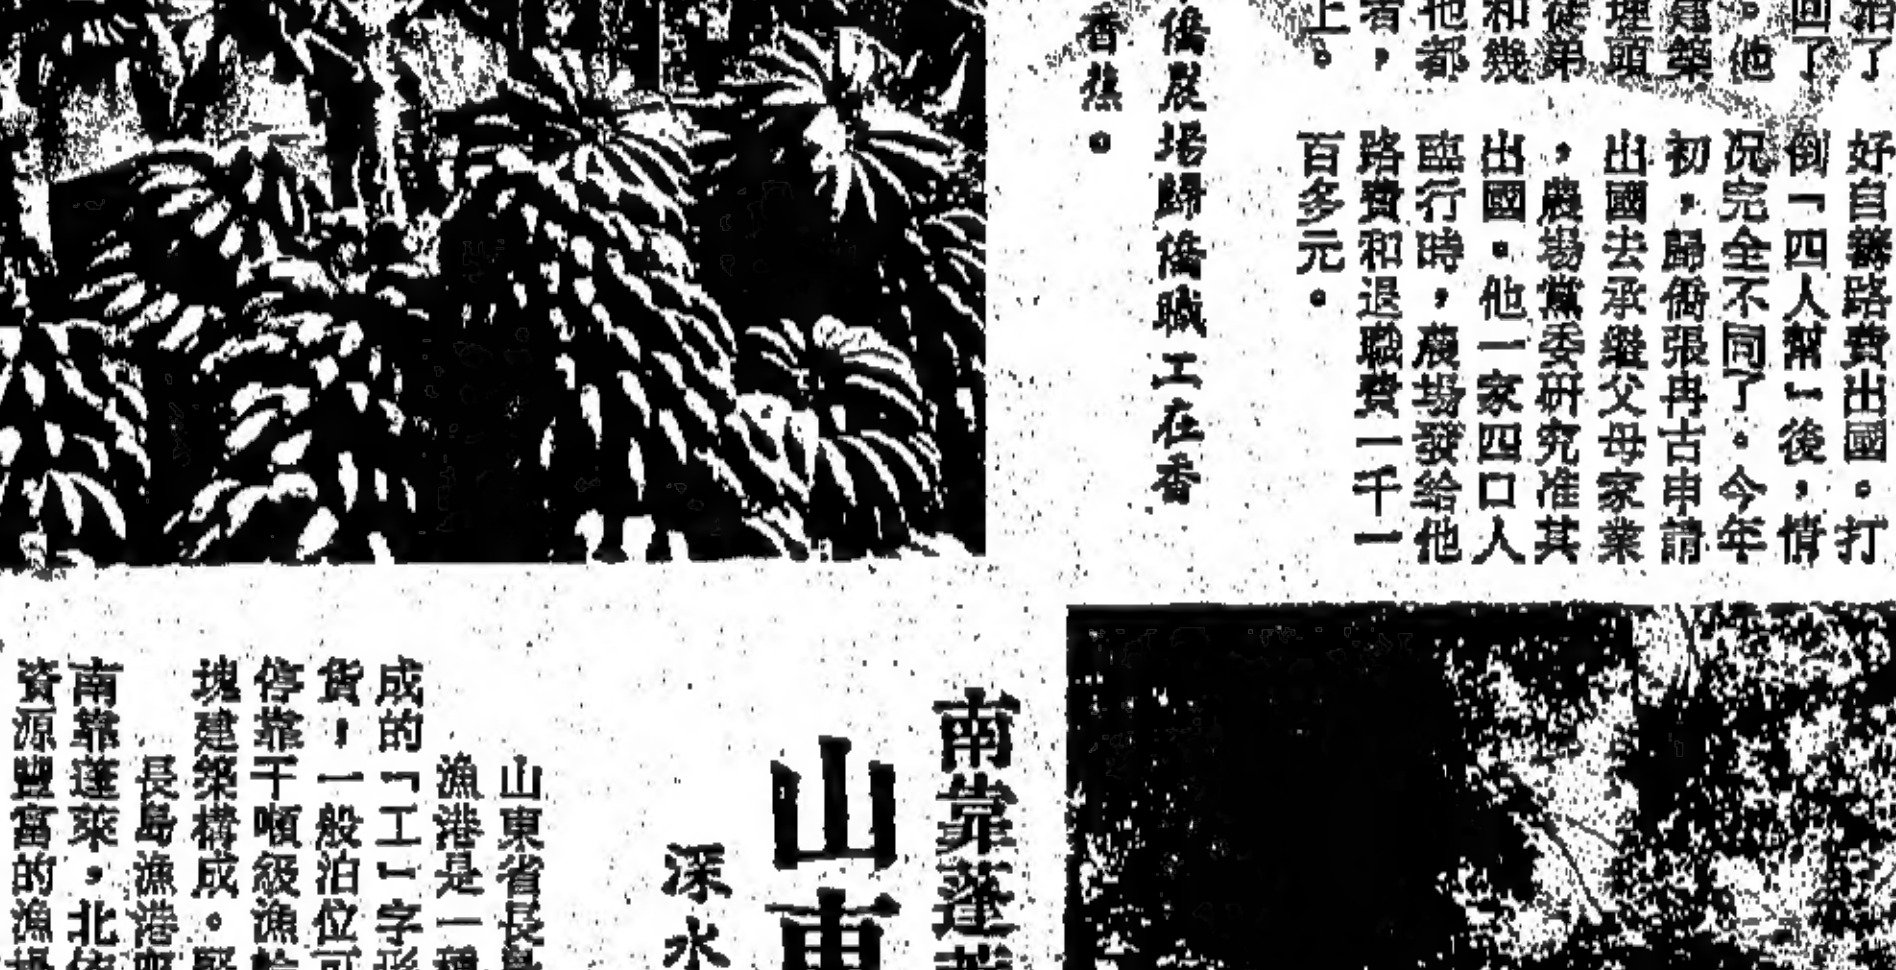 治了
回了
。他
建築
埋頭
徒弟
和幾
他都
者，
上。
好自辦路費出國。打
倒「四人幫」後，情
況完全不同了。今年
初，歸僑張冉古申請
出國去承繼父母家業
，農場黨委研究准其
出國。他一家四口人
臨行時，農場發給他
路費和退職費一千一
百多元。
僑農場歸僑職工在香
香蕉。
南靠蓬萊
山東
深水
山東省長島
漁港是一種
成的「工」字形
貨，一般泊位可
停靠千噸級漁輪
塊建築構成。堅
長島漁港
南靠蓬萊，北
資源豐富的漁